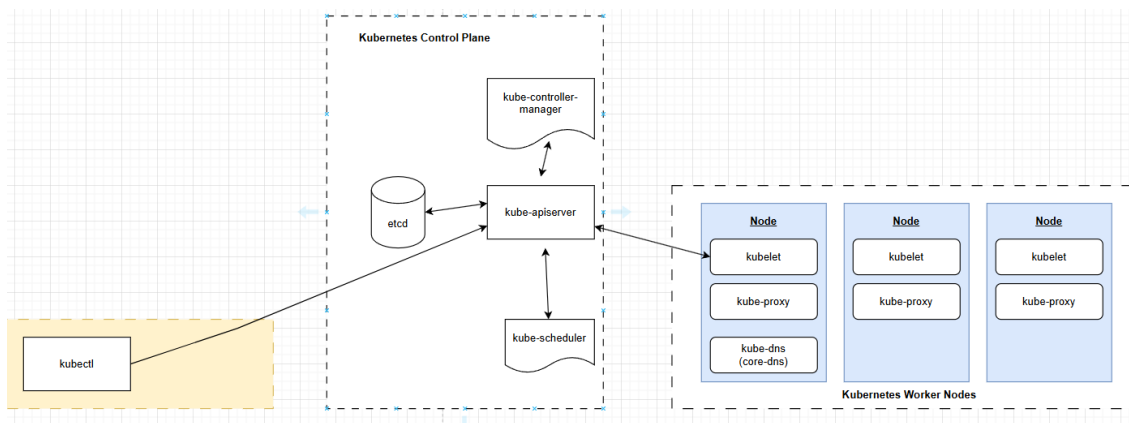 Kubernetes Control Plane
kube-controller-
manager
etcd
kube-apiserver
kube-scheduler
kubectl
Node
kubelet
kube-proxy
kube-dns
(core-dns)
Node
kubelet
kube-proxy
Node
kubelet
kube-proxy
Kubernetes Worker Nodes